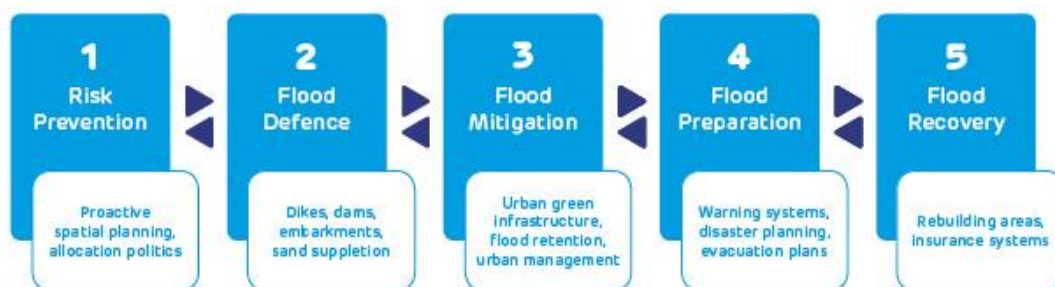 1
Risk
Prevention
Proactive
spatial planning,
allocation politics
2
Flood
Defence
Dikes, dams,
embarkments,
sand suppletion
3
Flood
Mitigation
Urban green
infrastructure,
flood retention,
urban management
4
Flood
Preparation
Warning systems,
disaster planning,
evacuation plans
5
Flood
Recovery
Rebuilding areas,
insurance systems